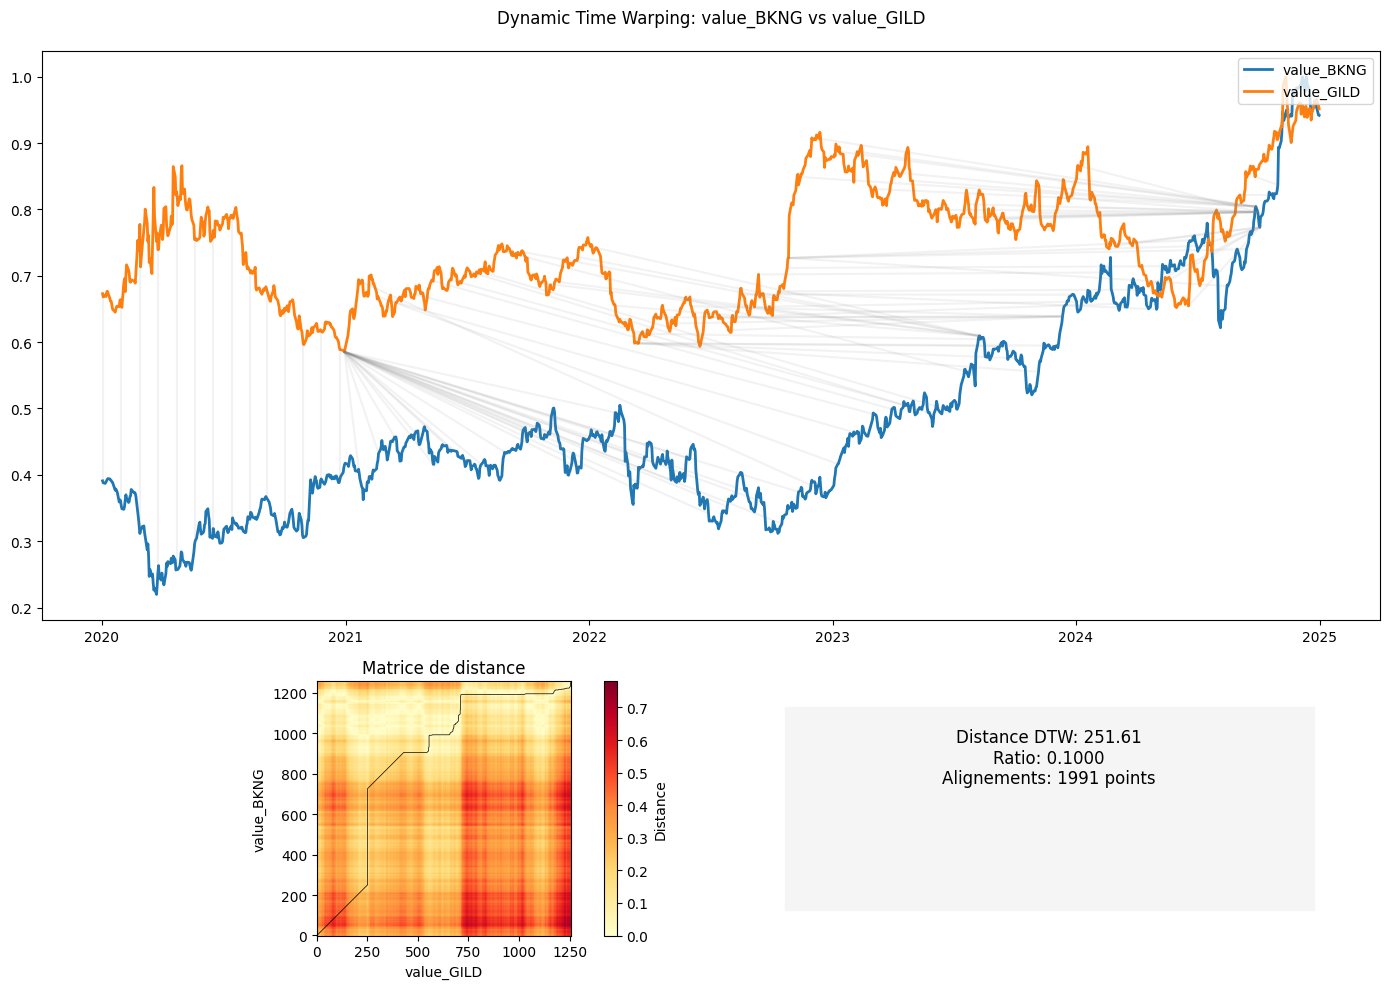 Dynamic Time Warping: value_BKNG vs value_GILD
value_BKNG
value_GILD
1.0
0.9
0.8
0.7
0.6
0.5
0.4
0.3
0.2
2020 2021 2022 2023 2024 2025
Matrice de distance
value_BKNG
1200
1000
800
600
400
200
0
0 250 500 750 1000 1250
value_GILD
0.7
0.6
0.5
0.4
0.3
0.2
0.1
0.0
Distance
Distance DTW: 251.61
Ratio: 0.1000
Alignements: 1991 points